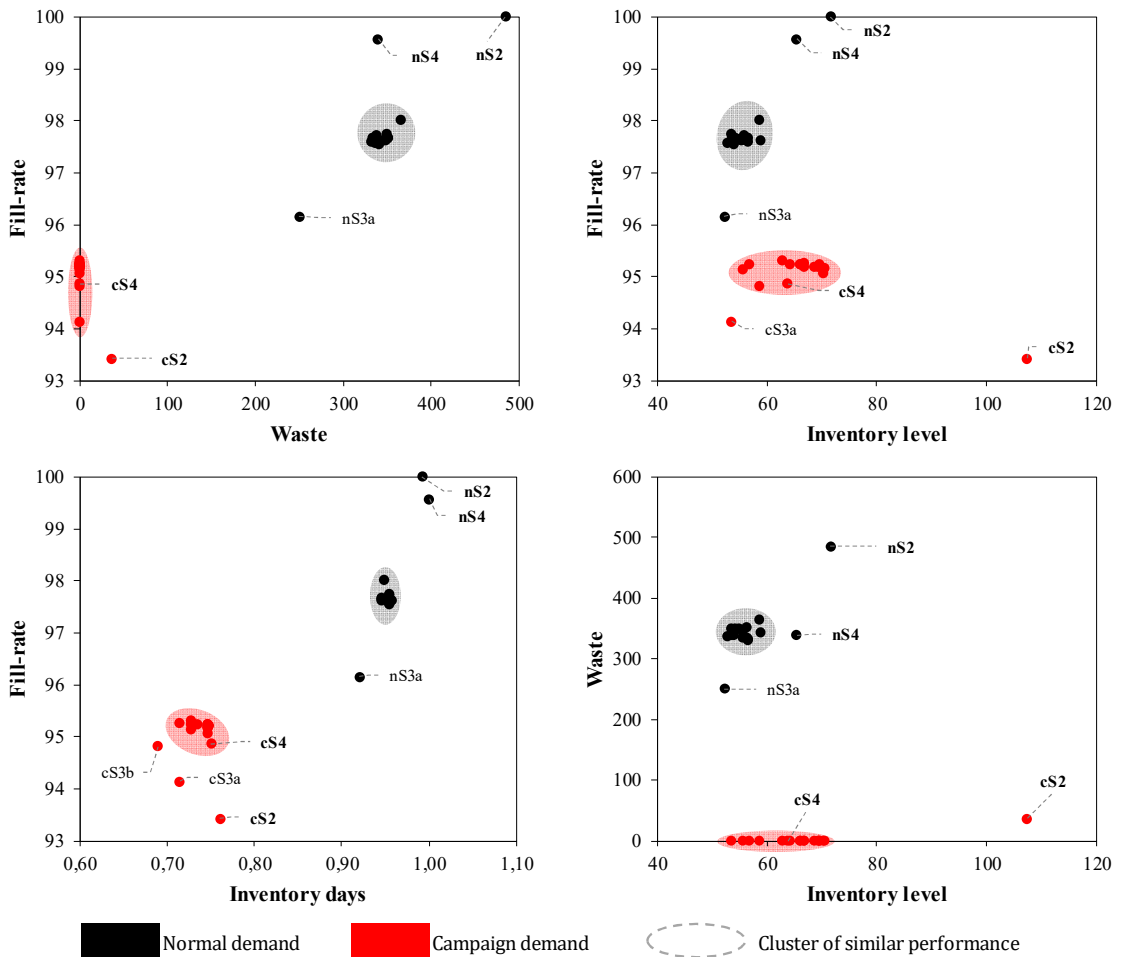 100
99
98
97
96
95
94
93
Fill-rate
0
100
200
300
400
500
Waste
nS4
nS2
nS3a
cS4
cS2
100
99
98
97
96
95
94
93
Fill-rate
40
60
80
100
120
Inventory level
nS2
nS4
nS3a
cS4
cS3a
cS2
100
99
98
97
96
95
94
93
Fill-rate
0,60
0,70
0,80
0,90
1,00
1,10
Inventory days
nS2
nS4
nS3a
cS4
cS3b
cS3a
cS2
600
500
400
300
200
100
0
Waste
40
60
80
100
120
Inventory level
nS2
nS4
nS3a
cS4
cS2
Normal demand
Campaign demand
Cluster of similar performance